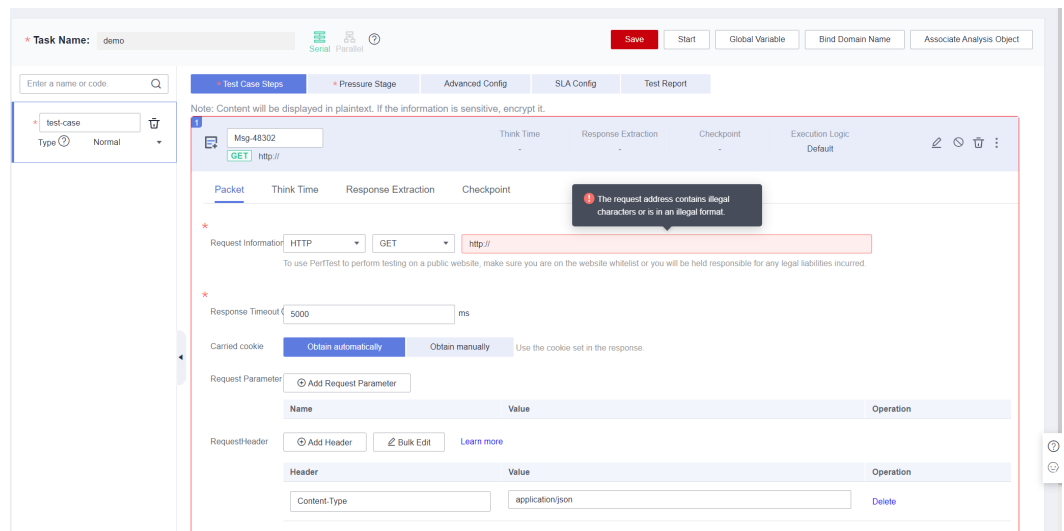 * Task Name: demo
Serial Parallel
Save Start Global Variable Bind Domain Name Associate Analysis Object
Enter a name or code.
* test-case
Type Normal
* Test Case Steps * Pressure Stage Advanced Config SLA Config Test Report
Note: Content will be displayed in plaintext. If the information is sensitive, encrypt it.
1
Msg-48302 Think Time Response Extraction Checkpoint Execution Logic
GET http:// - - - Default
Packet Think Time Response Extraction Checkpoint
The request address contains illegal
characters or is in an illegal format.
*
Request Information HTTP GET http://
To use PerfTest to perform testing on a public website, make sure you are on the website whitelist or you will be held responsible for any legal liabilities incurred.
*
Response Timeout 5000 ms
Carried cookie Obtain automatically Obtain manually Use the cookie set in the response.
Request Parameter Add Request Parameter
Name Value Operation
RequestHeader Add Header Bulk Edit Learn more
Header Value Operation
Content-Type application/json Delete